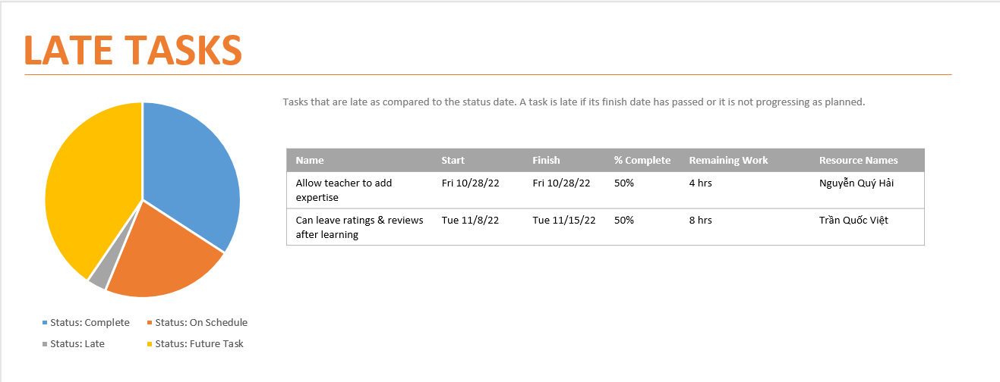 LATE TASKS
Tasks that are late as compared to the status date. A task is late if its finish date has passed or it is not progressing as planned.
Name Start Finish % Complete Remaining Work Resource Names
Allow teacher to add Fri 10/28/22 Fri 10/28/22 50% 4 hrs Nguyễn Quý Hải
expertise
Can leave ratings & reviews Tue 11/8/22 Tue 11/15/22 50% 8 hrs Trần Quốc Việt
after learning
Status: Complete Status: On Schedule
Status: Late Status: Future Task